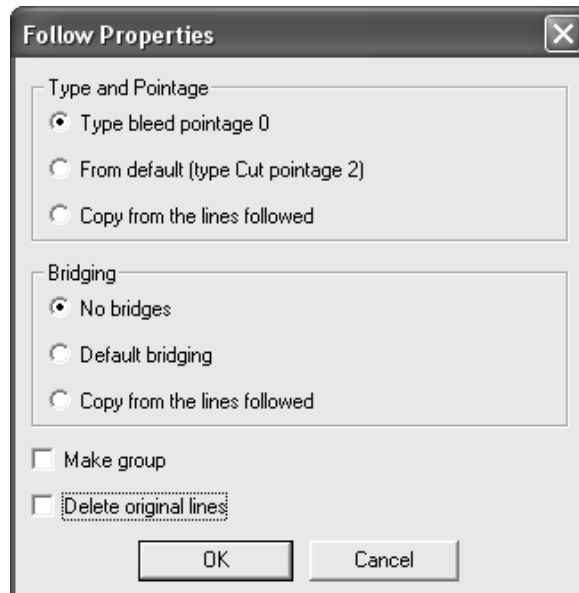 Follow Properties
Type and Pointage
Type bleed pointage 0
From default (type Cut pointage 2)
Copy from the lines followed
Bridging
No bridges
Default bridging
Copy from the lines followed
Make group
Delete original lines
OK
Cancel